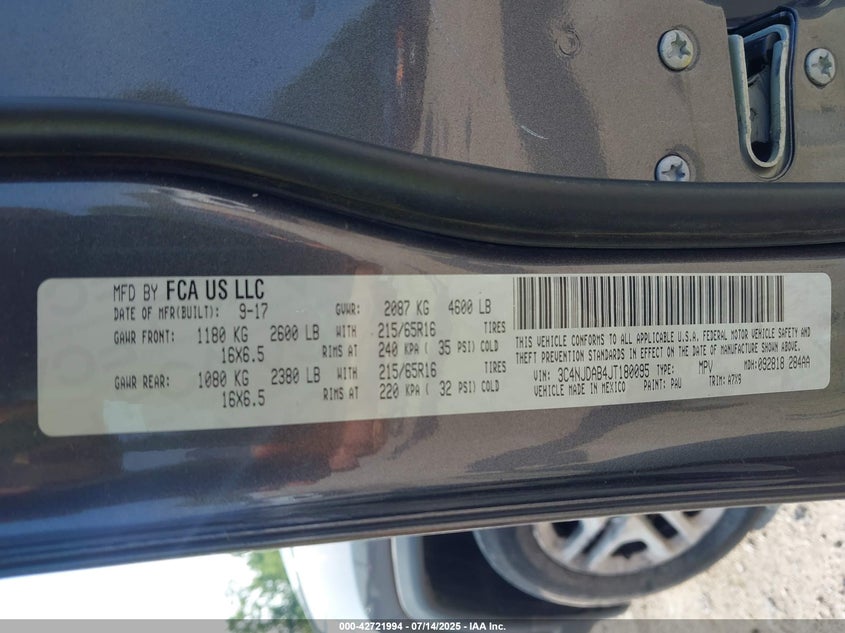 MFD BY FCA US LLC
DATE OF MFR(BUILT): 9-17 GVWR: 2087 KG 4600 LB
GAWR FRONT: 1180 KG 2600 LB WITH 215/65R16 TIRES
16X6.5 RIMS AT 240 KPA ( 35 PSI) COLD
GAWR REAR: 1080 KG 2380 LB WITH 215/65R16 TIRES
16X6.5 RIMS AT 220 KPA ( 32 PSI) COLD
THIS VEHICLE CONFORMS TO ALL APPLICABLE U.S.A. FEDERAL MOTOR VEHICLE SAFETY AND
THEFT PREVENTION STANDARDS IN EFFECT ON THE DATE OF MANUFACTURE SHOWN ABOVE.
VIN: 3C4NJDAB4JT180095 TYPE: MPV MDH: 092818 284AA
VEHICLE MADE IN MEXICO PAINT: PAU TRIM: A7X9
000-42721994 / 07/14/2025 / IAA Inc.